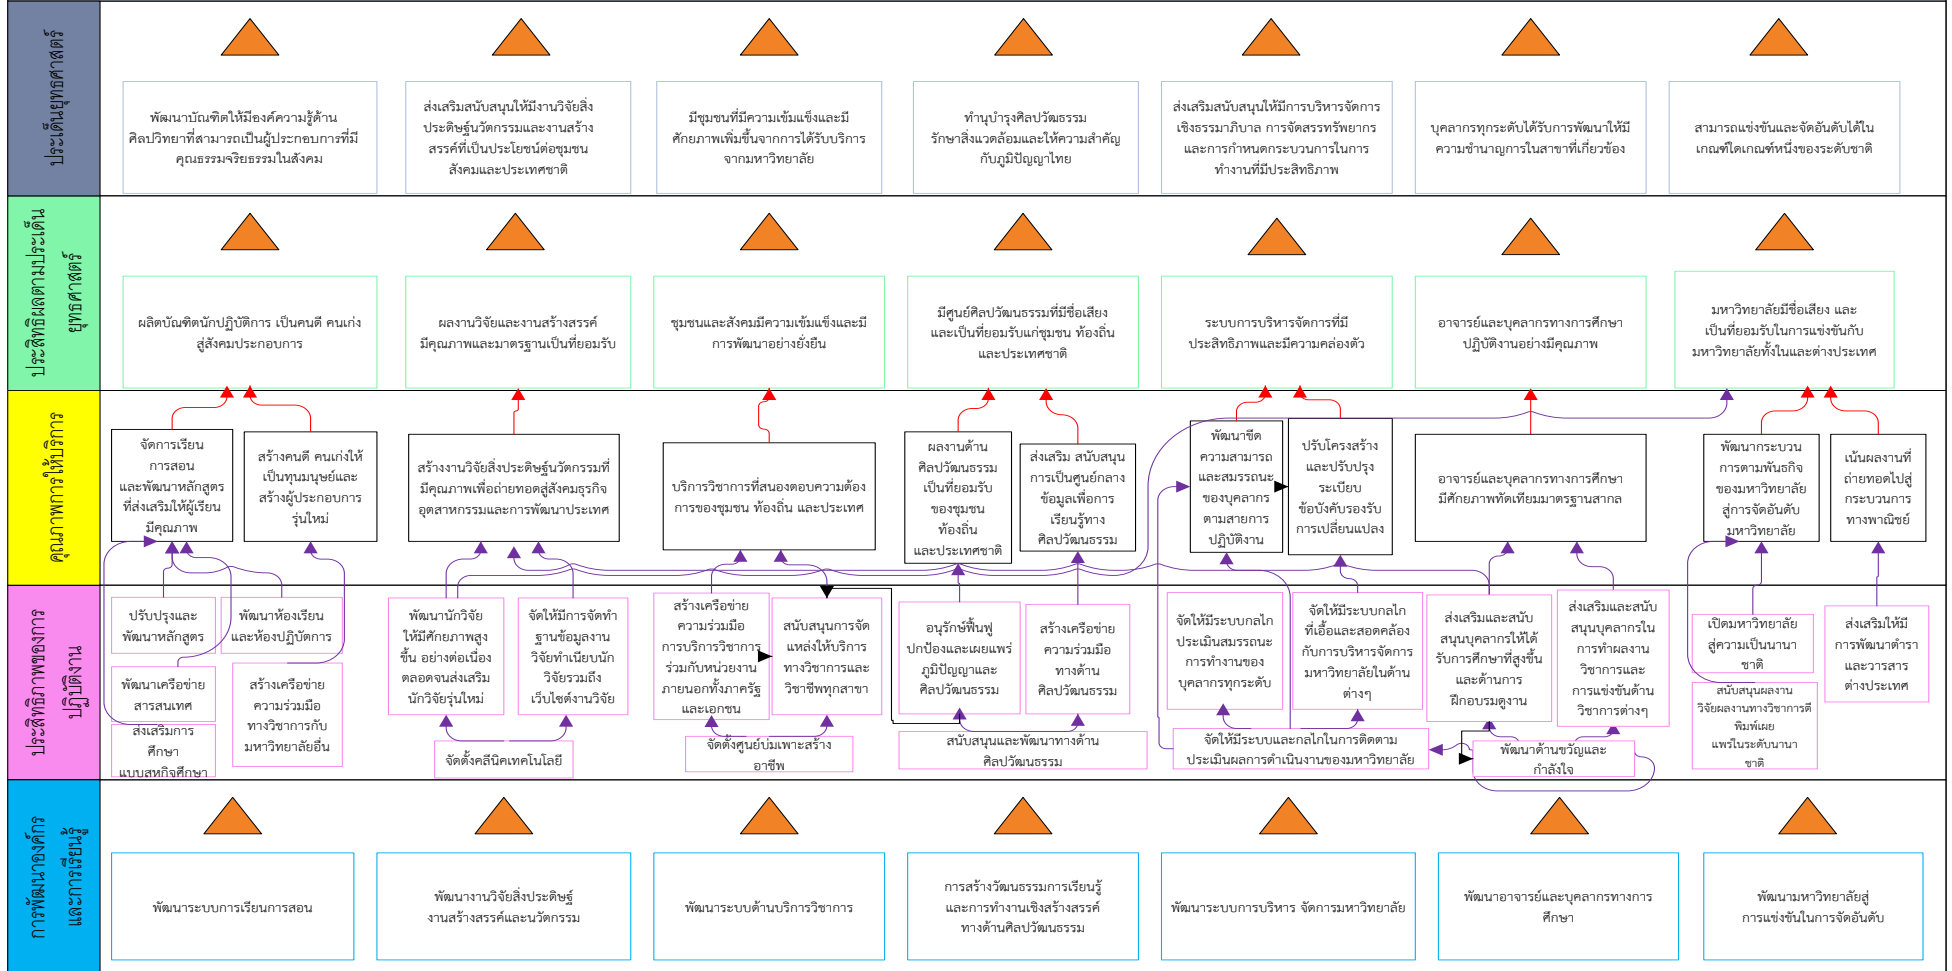 ประเด็นยุทธศาสตร์
พัฒนาบัณฑิตให้มีองค์ความรู้ด้าน
ศิลปวิทยาที่สามารถเป็นผู้ประกอบการที่มี
คุณธรรมจริยธรรมในสังคม
ส่งเสริมสนับสนุนให้มีงานวิจัยสิ่ง
ประดิษฐ์นวัตกรรมและงานสร้าง
สรรค์ที่เป็นประโยชน์ต่อชุมชน
สังคมและประเทศชาติ
มีชุมชนที่มีความเข้มแข็งและมี
ศักยภาพเพิ่มขึ้นจากการได้รับบริการ
จากมหาวิทยาลัย
ทำนุบำรุงศิลปวัฒนธรรม
รักษาสิ่งแวดล้อมและให้ความสำคัญ
กับภูมิปัญญาไทย
ส่งเสริมสนับสนุนให้มีการบริหารจัดการ
เชิงธรรมาภิบาล การจัดสรรทรัพยากร
และการกำหนดกระบวนการในการ
ทำงานที่มีประสิทธิภาพ
บุคลากรทุกระดับได้รับการพัฒนาให้มี
ความชำนาญการในสาขาที่เกี่ยวข้อง
สามารถแข่งขันและจัดอันดับได้ใน
เกณฑ์ใดเกณฑ์หนึ่งของระดับชาติ
ประสิทธิผลตามประเด็น
ยุทธศาสตร์
ผลิตบัณฑิตนักปฏิบัติการ เป็นคนดี คนเก่ง
สู่สังคมประกอบการ
ผลงานวิจัยและงานสร้างสรรค์
มีคุณภาพและมาตรฐานเป็นที่ยอมรับ
ชุมชนและสังคมมีความเข้มแข็งและมี
การพัฒนาอย่างยั่งยืน
มีศูนย์ศิลปวัฒนธรรมที่มีชื่อเสียง
และเป็นที่ยอมรับแก่ชุมชน ท้องถิ่น
และประเทศชาติ
ระบบการบริหารจัดการที่มี
ประสิทธิภาพและมีความคล่องตัว
อาจารย์และบุคลากรทางการศึกษา
ปฏิบัติงานอย่างมีคุณภาพ
มหาวิทยาลัยมีชื่อเสียง และ
เป็นที่ยอมรับในการแข่งขันกับ
มหาวิทยาลัยทั้งในและต่างประเทศ
คุณภาพการให้บริการ
จัดการเรียน
การสอน
และพัฒนาหลักสูตร
ที่ส่งเสริมให้ผู้เรียน
มีคุณภาพ
สร้างคนดี คนเก่งให้
เป็นทุนมนุษย์และ
สร้างผู้ประกอบการ
รุ่นใหม่
สร้างงานวิจัยสิ่งประดิษฐ์นวัตกรรมที่
มีคุณภาพเพื่อถ่ายทอดสู่สังคมธุรกิจ
อุตสาหกรรมและการพัฒนาประเทศ
บริการวิชาการที่สนองตอบความต้อง
การของชุมชน ท้องถิ่น และประเทศ
ผลงานด้าน
ศิลปวัฒนธรรม
เป็นที่ยอมรับ
ของชุมชน
ท้องถิ่น
และประเทศชาติ
ส่งเสริม สนับสนุน
การเป็นศูนย์กลาง
ข้อมูลเพื่อการ
เรียนรู้ทาง
ศิลปวัฒนธรรม
พัฒนาขีด
ความสามารถ
และสมรรถนะ
ของบุคลากร
ตามสายการ
ปฏิบัติงาน
ปรับโครงสร้าง
และปรับปรุง
ระเบียบ
ข้อบังคับรองรับ
การเปลี่ยนแปลง
อาจารย์และบุคลากรทางการศึกษา
มีศักยภาพทัดเทียมมาตรฐานสากล
พัฒนากระบวน
การตามพันธกิจ
ของมหาวิทยาลัย
สู่การจัดอันดับ
มหาวิทยาลัย
เน้นผลงานที่
ถ่ายทอดไปสู่
กระบวนการ
ทางพาณิชย์
ประสิทธิภาพของการ
ปฏิบัติงาน
ปรับปรุงและ
พัฒนาหลักสูตร
พัฒนาห้องเรียน
และห้องปฏิบัติการ
พัฒนาเครือข่าย
สารสนเทศ
สร้างเครือข่าย
ความร่วมมือ
ทางวิชาการกับ
มหาวิทยาลัยอื่น
ส่งเสริมการ
ศึกษา
แบบสหกิจศึกษา
พัฒนานักวิจัย
ให้มีศักยภาพสูง
ขึ้น อย่างต่อเนื่อง
ตลอดจนส่งเสริม
นักวิจัยรุ่นใหม่
จัดให้มีการจัดทำ
ฐานข้อมูลงาน
วิจัยทำเนียบนัก
วิจัยรวมถึง
เว็บไซต์งานวิจัย
จัดตั้งคลีนิคเทคโนโลยี
สร้างเครือข่าย
ความร่วมมือ
การบริการวิชาการ
ร่วมกับหน่วยงาน
ภายนอกทั้งภาครัฐ
และเอกชน
สนับสนุนการจัด
แหล่งให้บริการ
ทางวิชาการและ
วิชาชีพทุกสาขา
จัดตั้งศูนย์บ่มเพาะสร้าง
อาชีพ
อนุรักษ์ฟื้นฟู
ปกป้องและเผยแพร่
ภูมิปัญญาและ
ศิลปวัฒนธรรม
สร้างเครือข่าย
ความร่วมมือ
ทางด้าน
ศิลปวัฒนธรรม
สนับสนุนและพัฒนาทางด้าน
ศิลปวัฒนธรรม
จัดให้มีระบบกลไก
ประเมินสมรรถนะ
การทำงานของ
บุคลากรทุกระดับ
จัดให้มีระบบกลไก
ที่เอื้อและสอดคล้อง
กับการบริหารจัดการ
มหาวิทยาลัยในด้าน
ต่างๆ
จัดให้มีระบบและกลไกในการติดตาม
ประเมินผลการดำเนินงานของมหาวิทยาลัย
ส่งเสริมและสนับ
สนุนบุคลากรให้ได้
รับการศึกษาที่สูงขึ้น
และด้านการ
ฝึกอบรมดูงาน
ส่งเสริมและสนับ
สนุนบุคลากรใน
การทำผลงาน
วิชาการและ
การแข่งขันด้าน
วิชาการต่างๆ
พัฒนาด้านขวัญและ
กำลังใจ
เปิดมหาวิทยาลัย
สู่ความเป็นนานา
ชาติ
สนับสนุนผลงาน
วิจัยผลงานทางวิชาการตี
พิมพ์เผย
แพร่ในระดับนานา
ชาติ
ส่งเสริมให้มี
การพัฒนาตำรา
และวารสาร
ต่างประเทศ
การพัฒนาองค์กร
และการเรียนรู้
พัฒนาระบบการเรียนการสอน
พัฒนางานวิจัยสิ่งประดิษฐ์
งานสร้างสรรค์และนวัตกรรม
พัฒนาระบบด้านบริการวิชาการ
การสร้างวัฒนธรรมการเรียนรู้
และการทำงานเชิงสร้างสรรค์
ทางด้านศิลปวัฒนธรรม
พัฒนาระบบการบริหาร จัดการมหาวิทยาลัย
พัฒนาอาจารย์และบุคลากรทางการ
ศึกษา
พัฒนามหาวิทยาลัยสู่
การแข่งขันในการจัดอันดับ